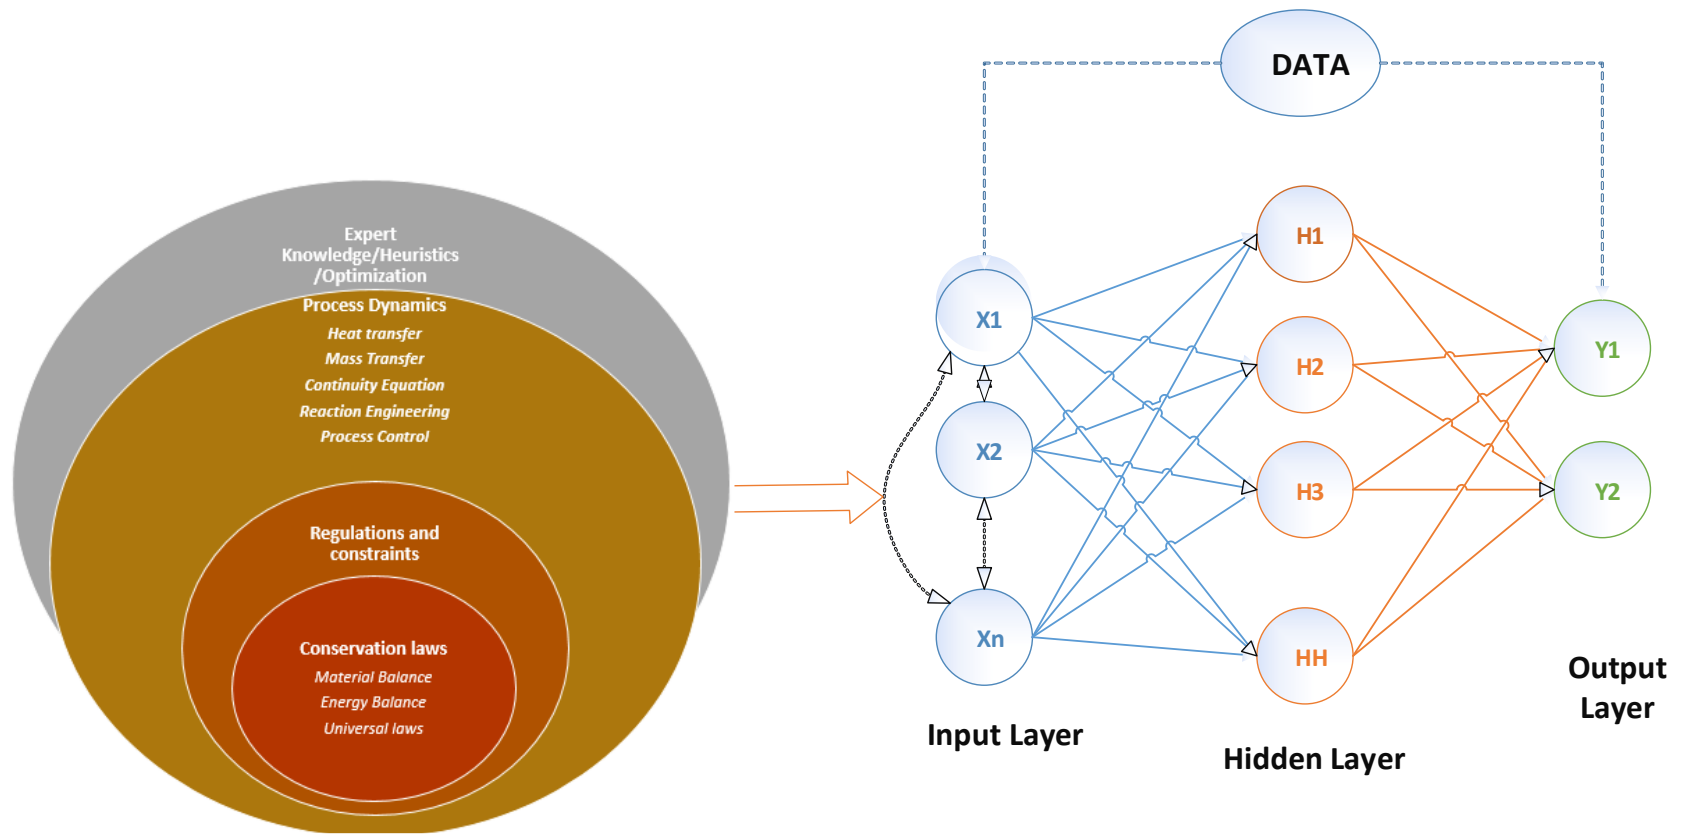 Expert
Knowledge/Heuristics
/Optimization
Process Dynamics
Heat transfer
Mass Transfer
Continuity Equation
Reaction Engineering
Process Control
Regulations and
constraints
Conservation laws
Material Balance
Energy Balance
Universal laws
DATA
X1
X2
Xn
Input Layer
H1
H2
H3
HH
Hidden Layer
Y1
Y2
Output
Layer